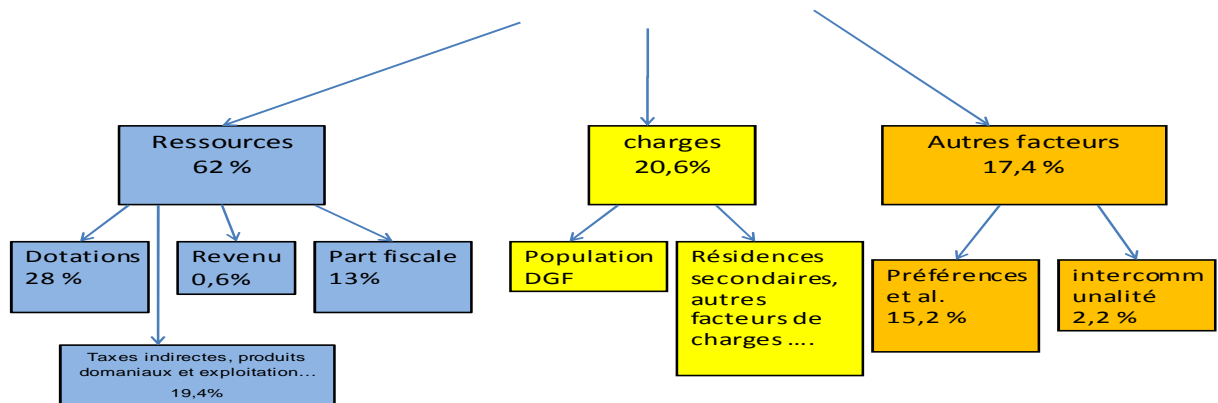 Ressources
62 %
charges
20,6%
Autres facteurs
17,4 %
Dotations
28 %
Revenu
0,6%
Part fiscale
13%
Population
DGF
Résidences
secondaires,
autres
facteurs de
charges ....
Préférences
et al.
15,2 %
intercomm
unalité
2,2 %
Taxes indirectes, produits
domaniaux et exploitation...
19,4%